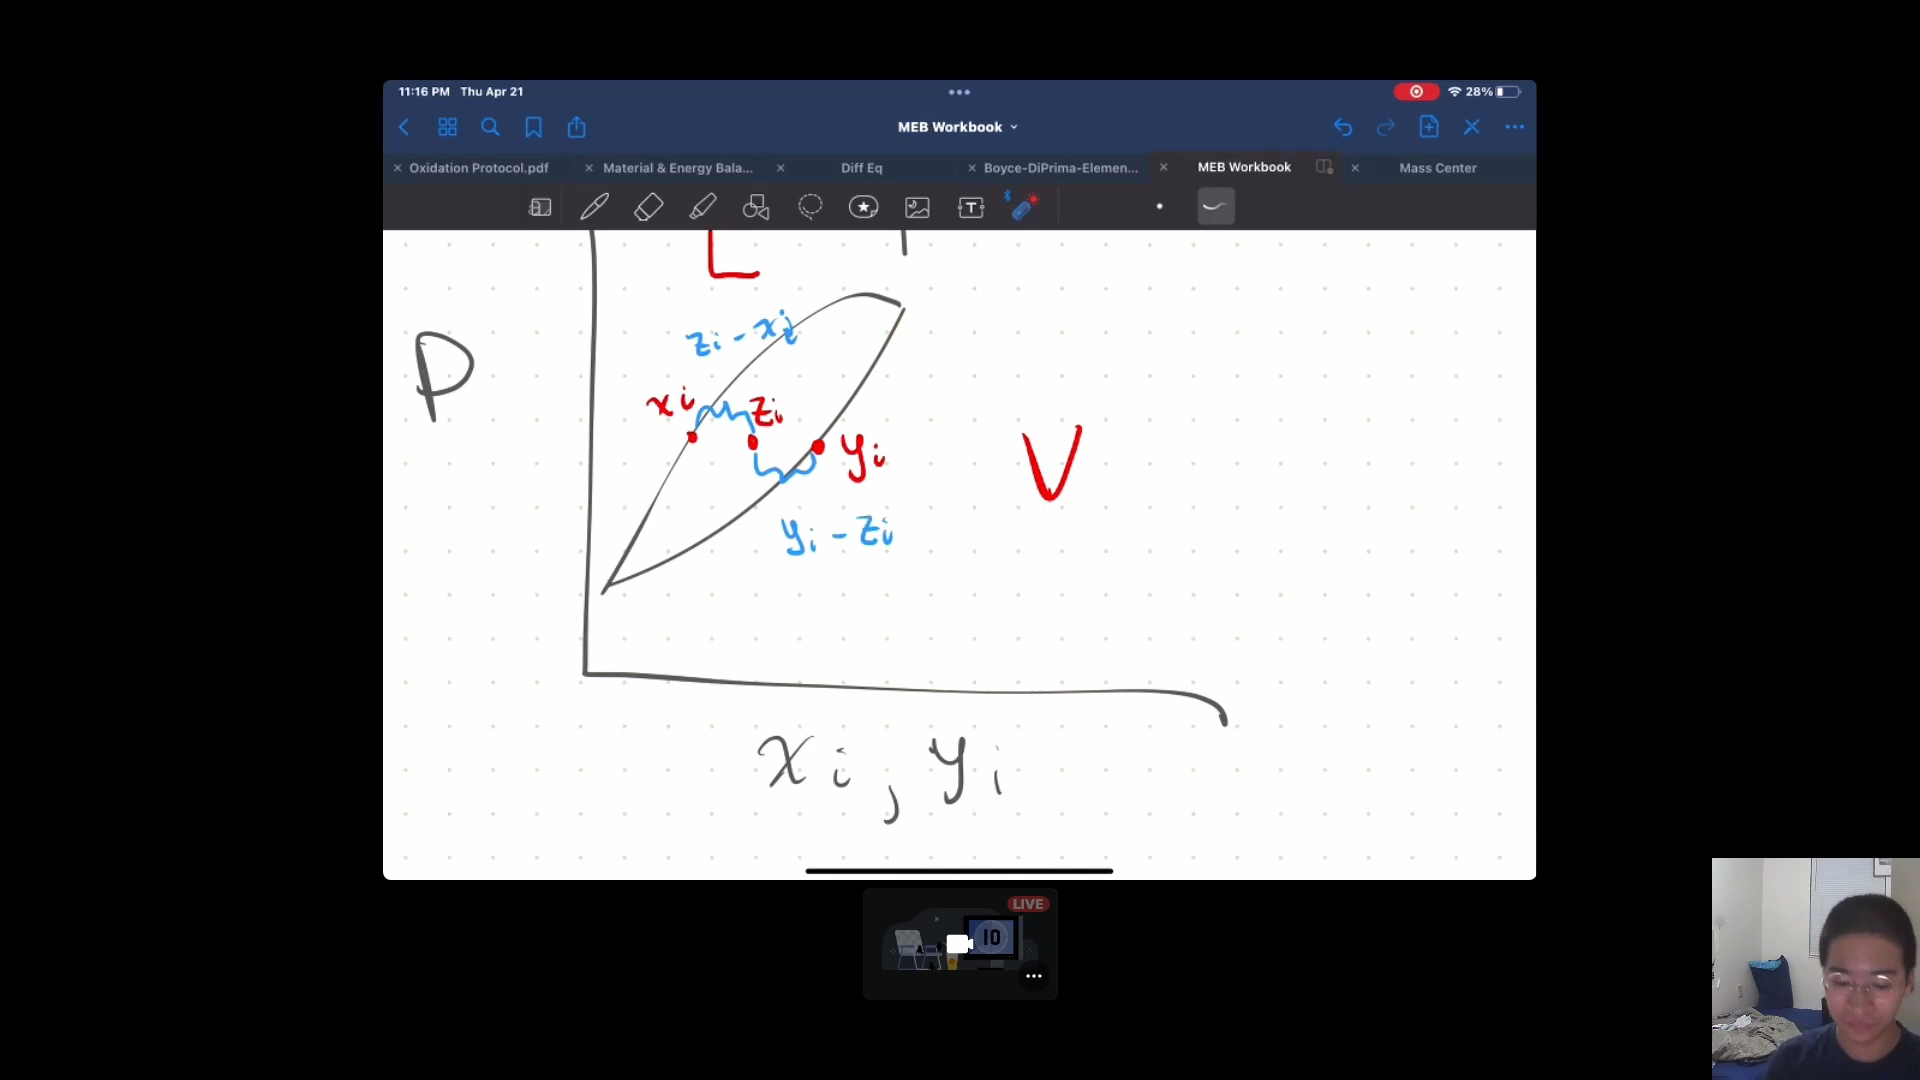 11:16 PM Thu Apr 21
28%
MEB Workbook
Oxidation Protocol.pdf
Material & Energy Bala...
Diff Eq
Boyce-DiPrima-Elemen...
MEB Workbook
Mass Center
T
L
zi - xi
P
xi
zi
yi
V
yi - zi
xi, yi
LIVE
10